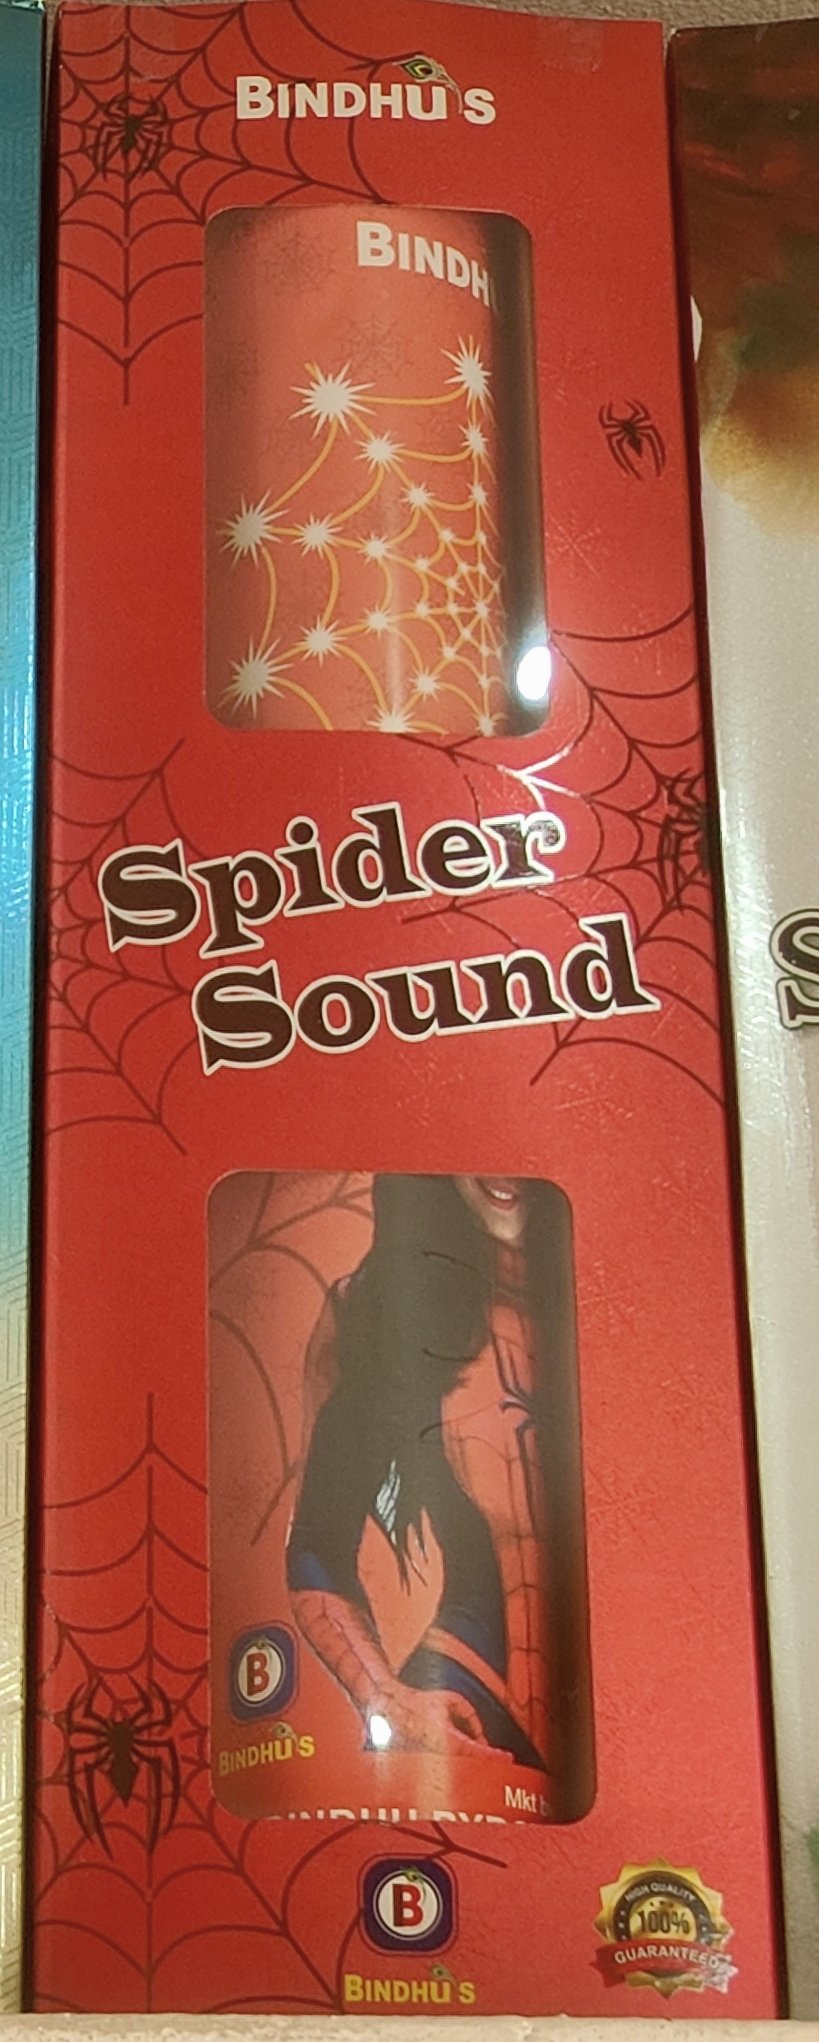 BINDHU'S
BINDH
Spider
Sound
B
BINDHU'S
Mkt b
B
HIGH QUALITY
100%
GUARANTEED
BINDHU'S